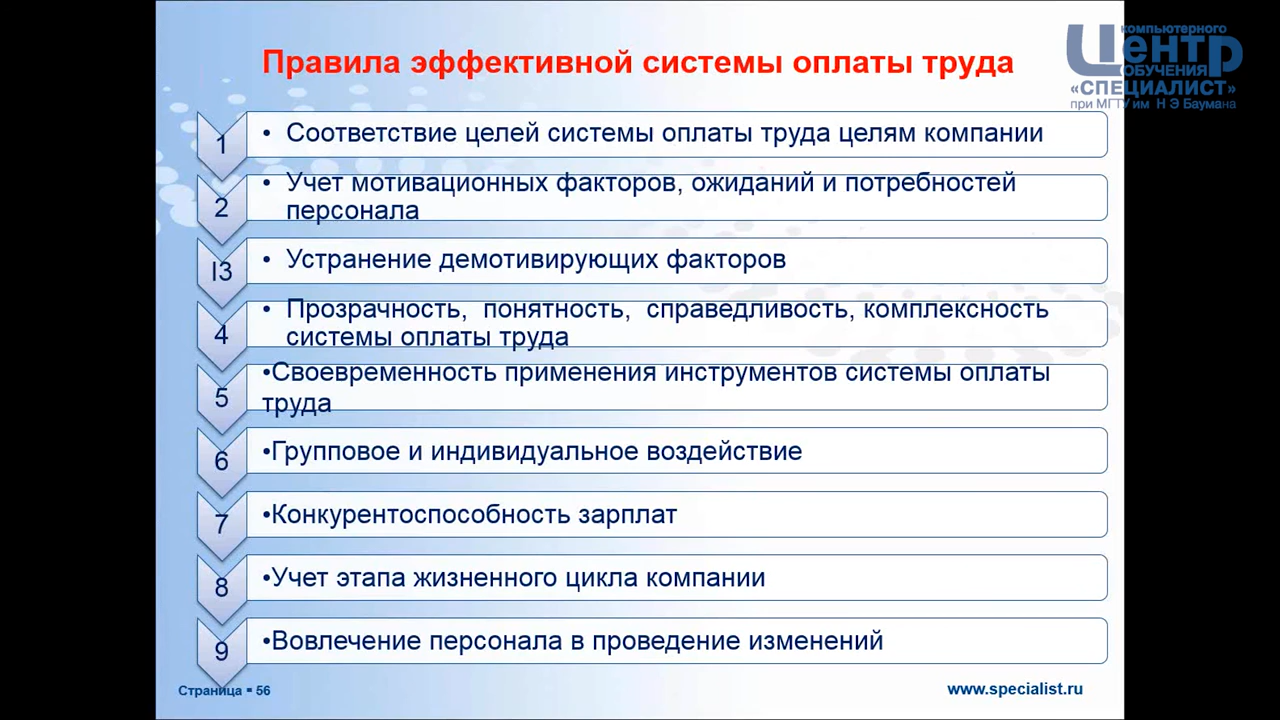 Правила эффективной системы оплаты труда
компьютерного
Центр
ОБУЧЕНИЯ
«СПЕЦИАЛИСТ»
при МГТУ им Н Э Баумана
1
• Соответствие целей системы оплаты труда целям компании
2
• Учет мотивационных факторов, ожиданий и потребностей
персонала
I3
• Устранение демотивирующих факторов
4
• Прозрачность, понятность, справедливость, комплексность
системы оплаты труда
5
•Своевременность применения инструментов системы оплаты
труда
6
•Групповое и индивидуальное воздействие
7
•Конкурентоспособность зарплат
8
•Учет этапа жизненного цикла компании
9
•Вовлечение персонала в проведение изменений
Страница ▪ 56
www.specialist.ru